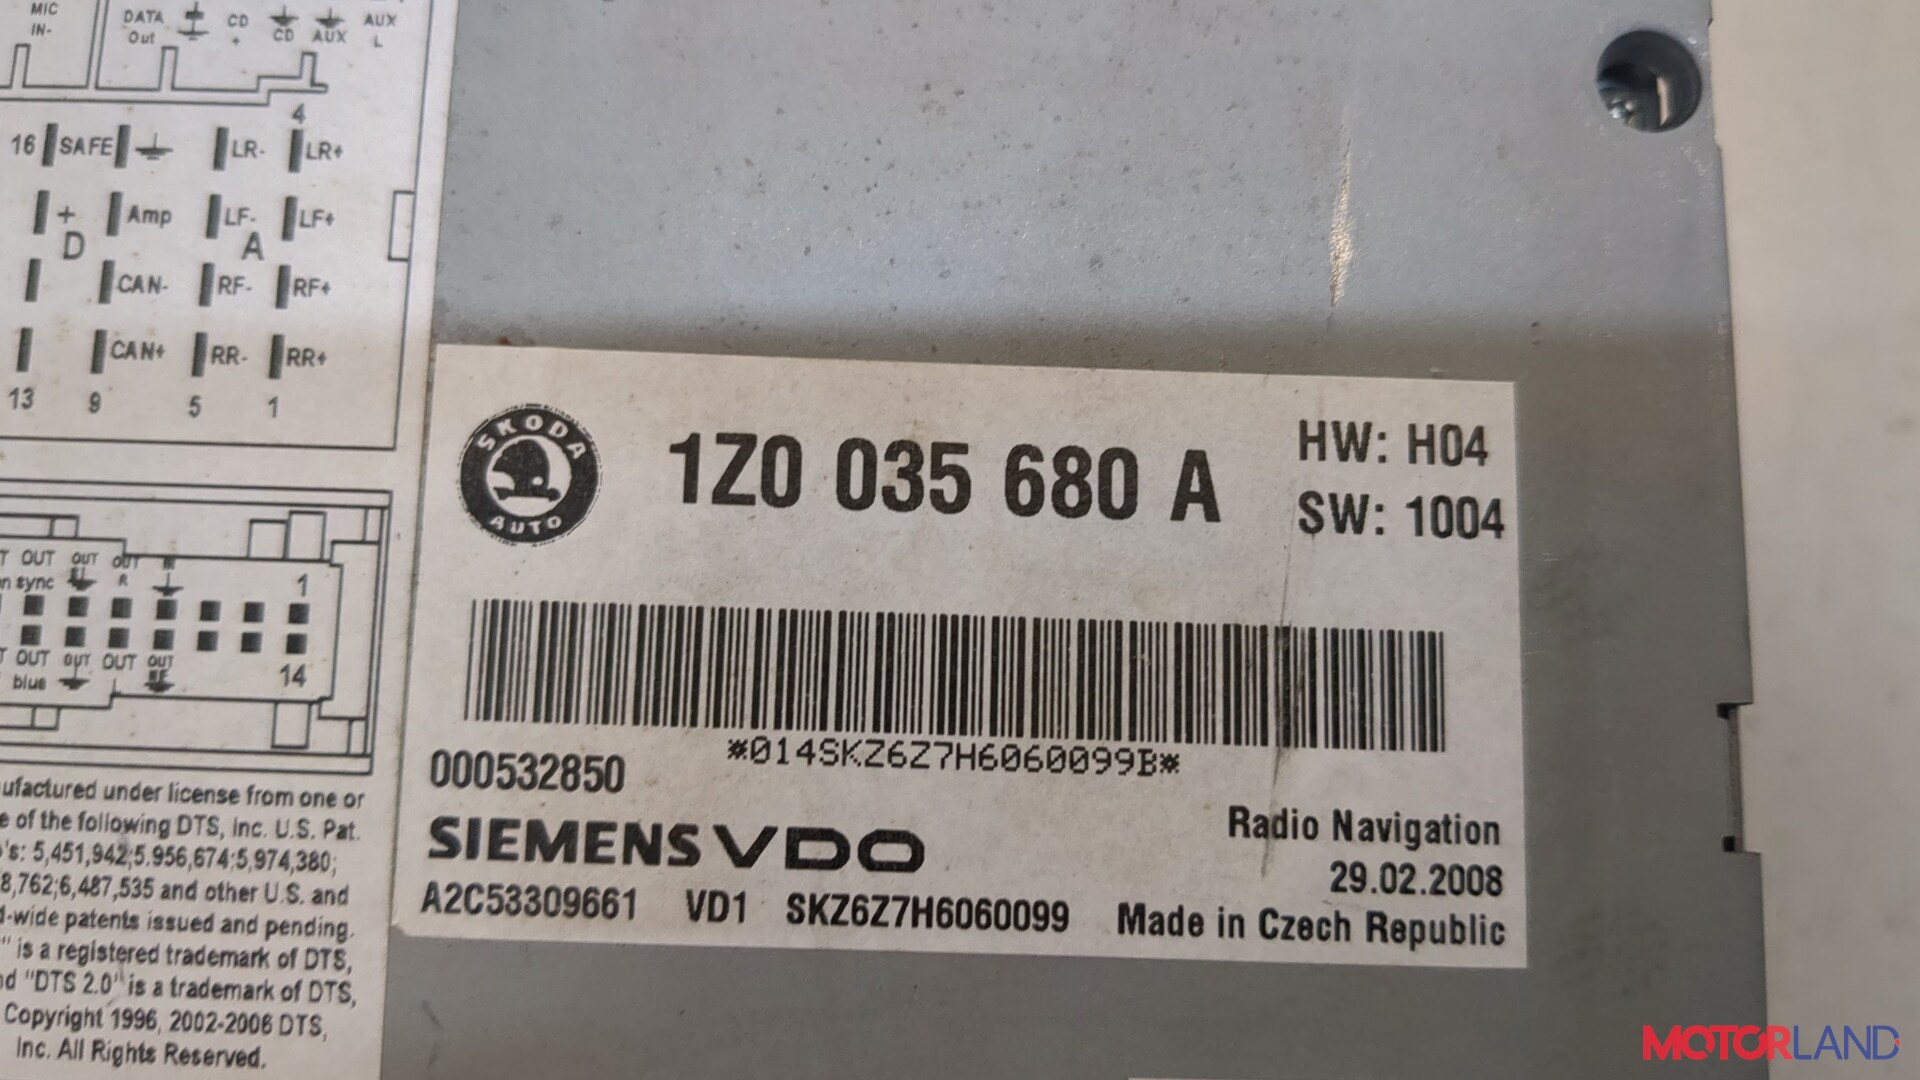 MIC
IN-
DATA
Out
CD
+
CD
AUX
AUX
L
4
16 SAFE LR- LR+
+ Amp LF- LF+
D A
CAN- RF- RF+
CAN+ RR- RR+
13 9 5 1
OUT OUT OUT
sync R 1
OUT OUT OUT OUT
blue L 14
ufactured under license from one or
e of the following DTS, Inc. U.S. Pat.
's: 5,451,942;5.956,674;5,974,380;
8,762;6,487,535 and other U.S. and
d-wide patents issued and pending.
" is a registered trademark of DTS,
nd "DTS 2.0" is a trademark of DTS,
Copyright 1996, 2002-2006 DTS,
Inc. All Rights Reserved.
SKODA
AUTO
1Z0 035 680 A
HW: H04
SW: 1004
*014SKZ6Z7H6060099B*
000532850
SIEMENS VDO
Radio Navigation
29.02.2008
A2C53309661 VD1 SKZ6Z7H6060099 Made in Czech Republic
MOTORLAND